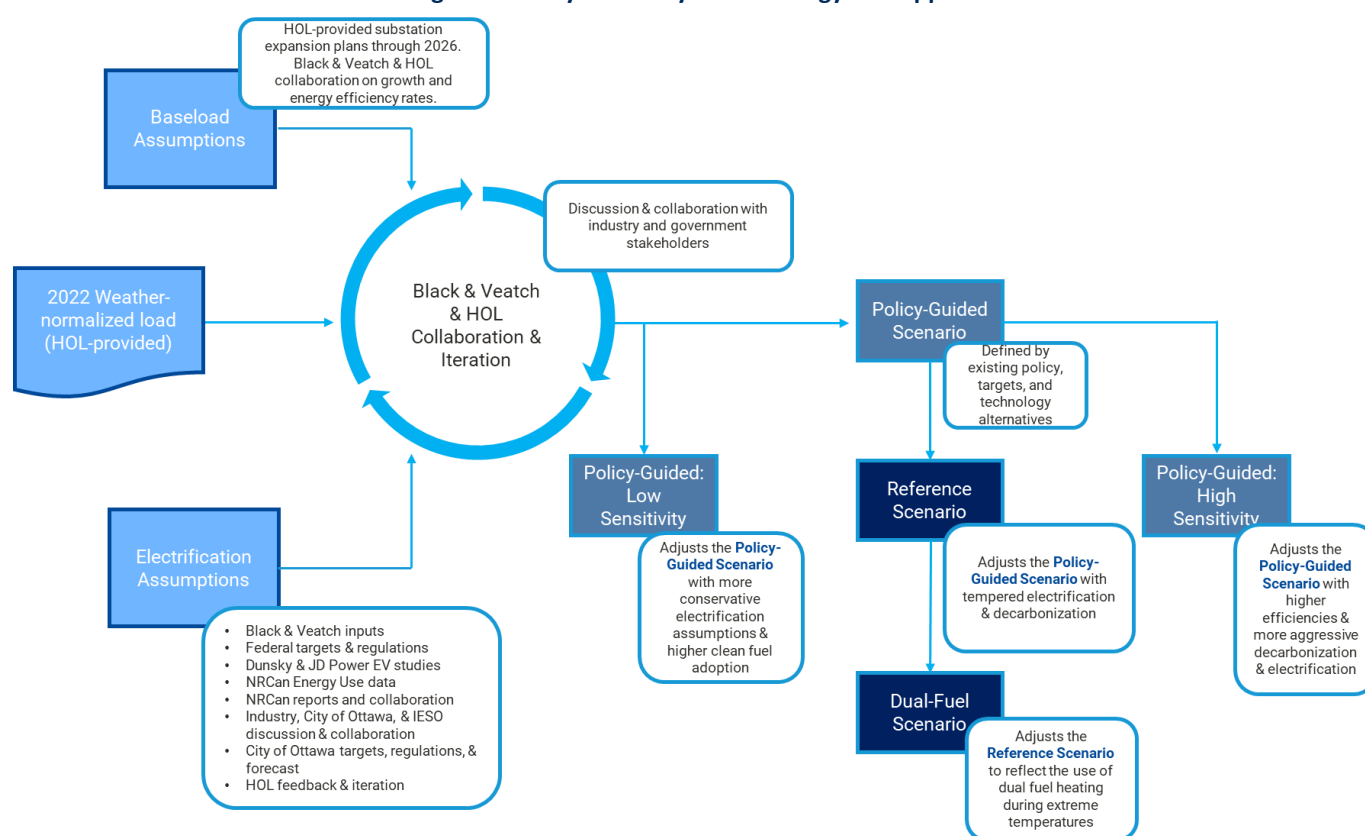 HOL-provided substation
expansion plans through 2026.
Black & Veatch & HOL
collaboration on growth and
energy efficiency rates.
Baseload
Assumptions
Discussion & collaboration with
industry and government
stakeholders
2022 Weather-
normalized load
(HOL-provided)
Black & Veatch
& HOL
Collaboration &
Iteration
Policy-Guided
Scenario
Defined by
existing policy,
targets, and
technology
alternatives
Policy-Guided:
Low
Sensitivity
Adjusts the Policy-
Guided Scenario
with more
conservative
electrification
assumptions &
higher clean fuel
adoption
Reference
Scenario
Adjusts the Policy-
Guided Scenario with
tempered electrification
& decarbonization
Policy-Guided:
High
Sensitivity
Adjusts the
Policy-Guided
Scenario with
higher
efficiencies &
more aggressive
decarbonization
& electrification
Electrification
Assumptions
• Black & Veatch inputs
• Federal targets & regulations
• Dunsky & JD Power EV studies
• NRCan Energy Use data
• NRCan reports and collaboration
• Industry, City of Ottawa, & IESO
discussion & collaboration
• City of Ottawa targets, regulations, &
forecast
• HOL feedback & iteration
Dual-Fuel
Scenario
Adjusts the
Reference Scenario
to reflect the use of
dual fuel heating
during extreme
temperatures